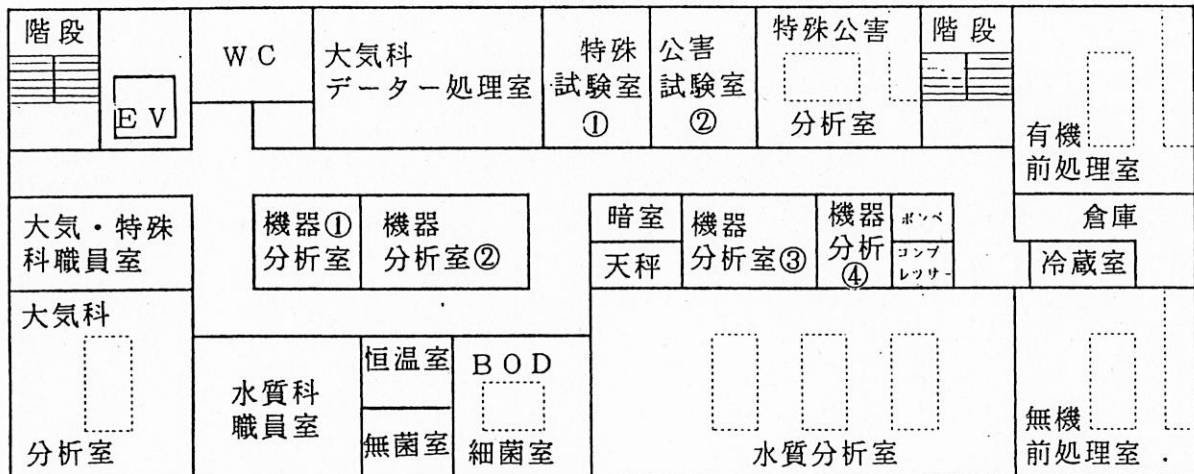 階段
EV
WC
大気科
データー処理室
特殊
試験室
①
公害
試験室
②
特殊公害
分析室
階段
有機
前処理室
大気・特殊
科職員室
機器①
分析室
機器
分析室②
暗室
天秤
機器
分析室③
機器
分析
④
ボンベ
コンプ
レッサー
倉庫
冷蔵室
大気科
分析室
水質科
職員室
恒温室
無菌室
BOD
細菌室
水質分析室
無機
前処理室